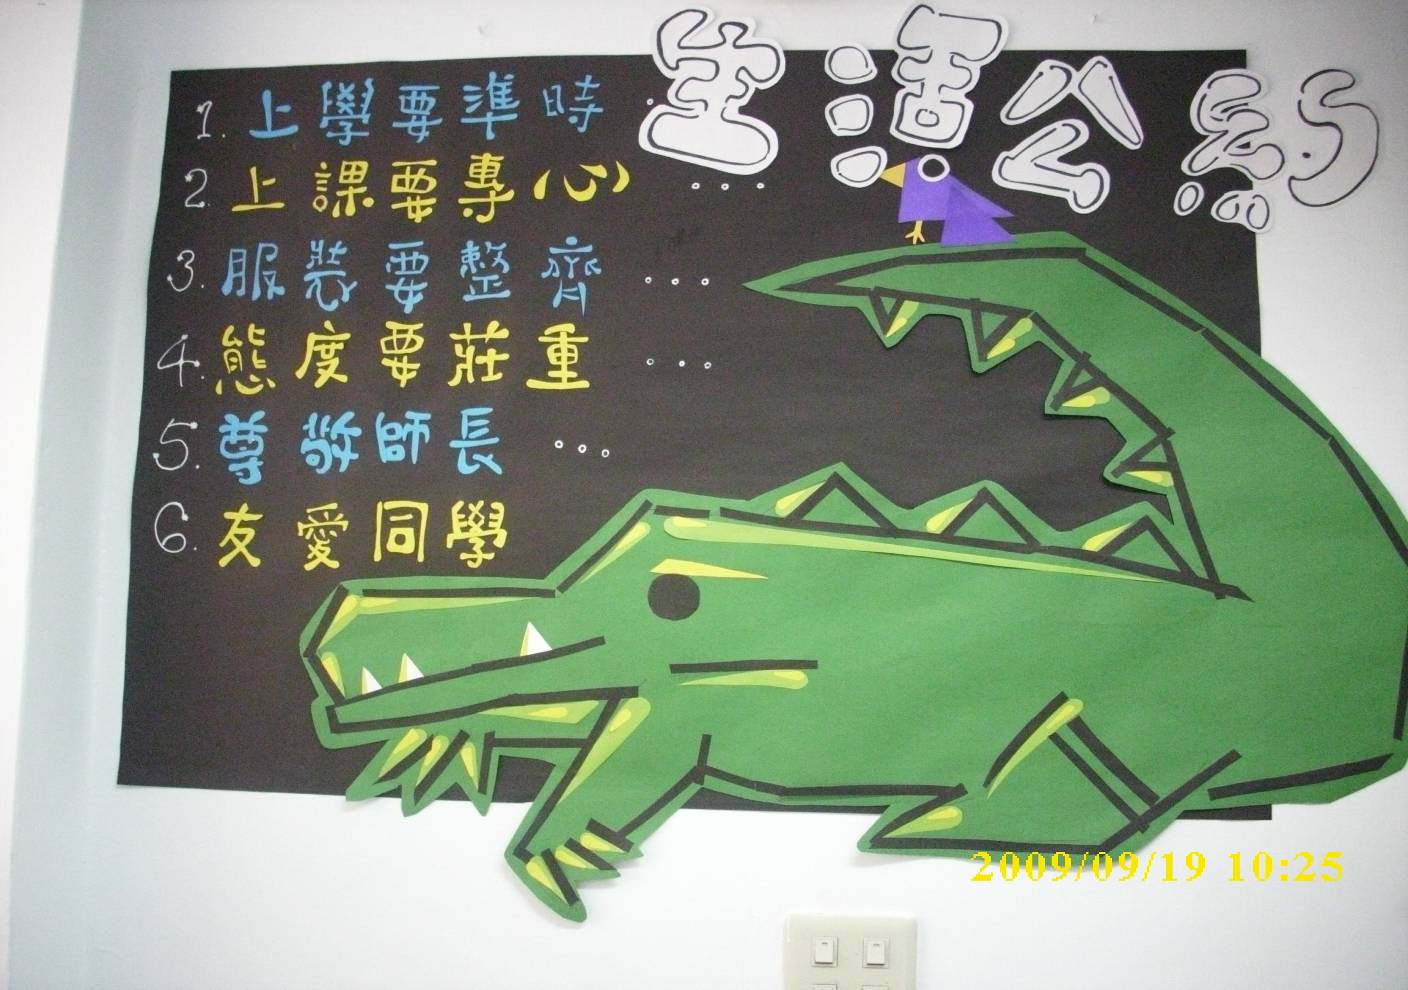 生活公約
1. 上學要準時
2. 上課要專心...
3. 服裝要整齊...
4. 態度要莊重...
5. 尊敬師長...
6. 友愛同學
2009/09/19 10:25